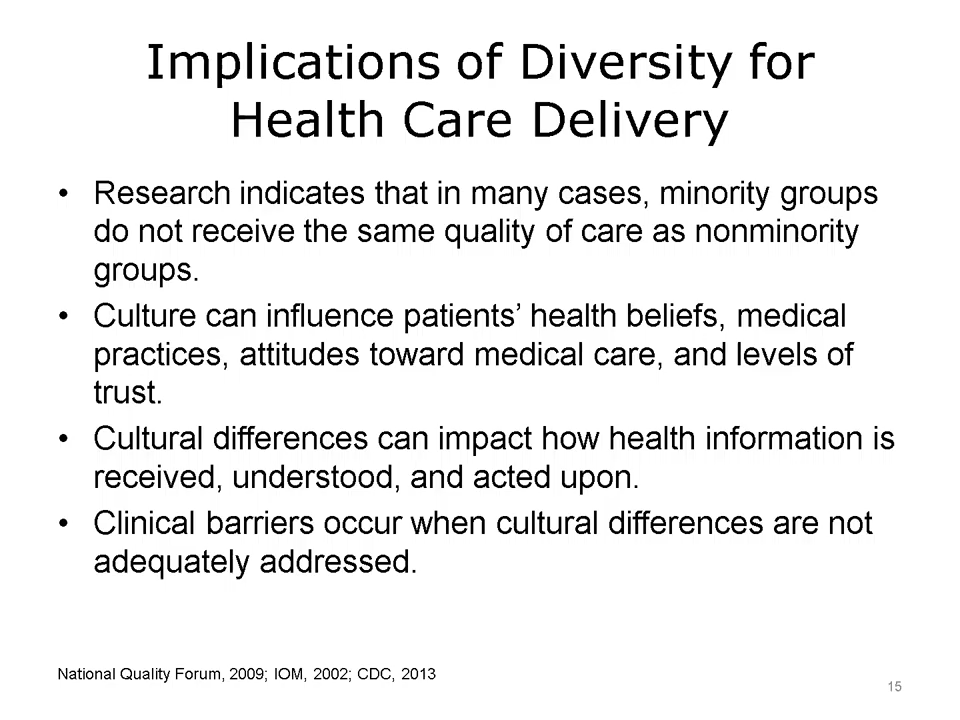 Implications of Diversity for
Health Care Delivery
• Research indicates that in many cases, minority groups
do not receive the same quality of care as nonminority
groups.
• Culture can influence patients’ health beliefs, medical
practices, attitudes toward medical care, and levels of
trust.
• Cultural differences can impact how health information is
received, understood, and acted upon.
• Clinical barriers occur when cultural differences are not
adequately addressed.
National Quality Forum, 2009; IOM, 2002; CDC, 2013
15